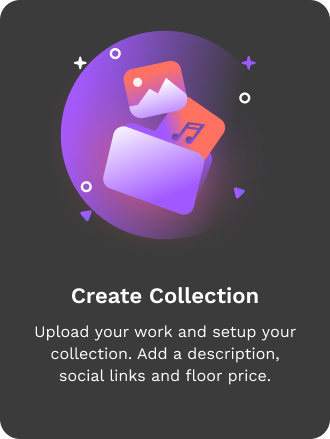 Create Collection
Upload your work and setup your
collection. Add a description,
social links and floor price.